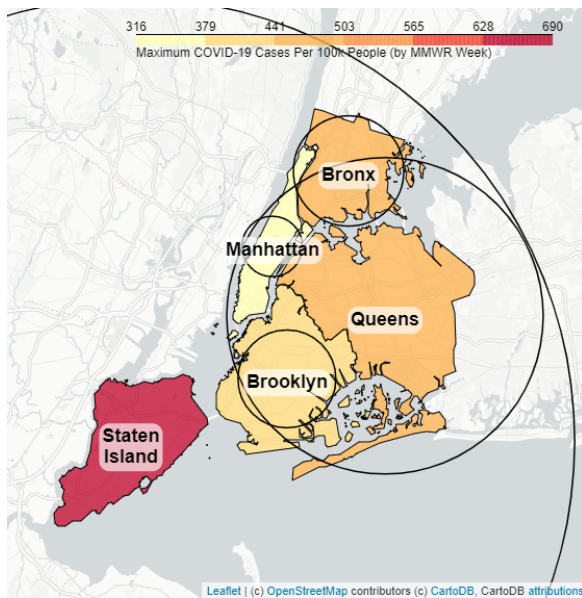 316 379 441 503 565 628 690
Maximum COVID-19 Cases Per 100k People (by MMWR Week)
Bronx
Manhattan
Queens
Brooklyn
Staten
Island
Leaflet | (c) OpenStreetMap contributors (c) CartoDB, CartoDB attributions